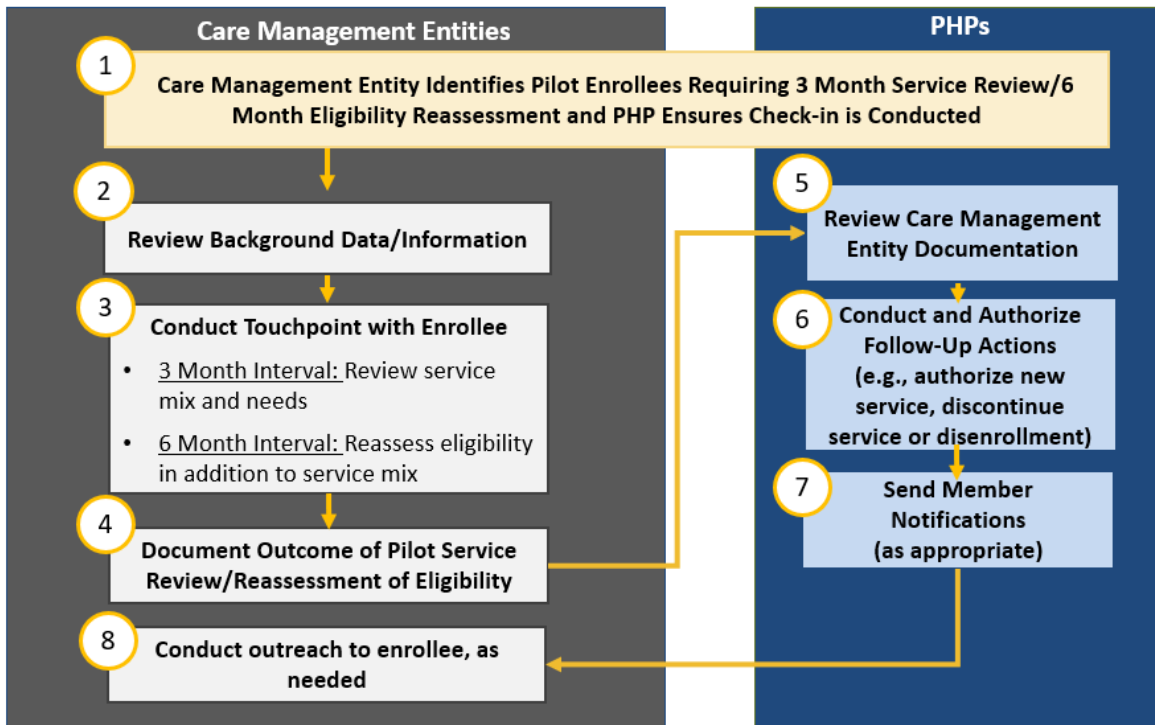 Care Management Entities
PHPs
1
Care Management Entity Identifies Pilot Enrollees Requiring 3 Month Service Review/6
Month Eligibility Reassessment and PHP Ensures Check-in is Conducted
2
Review Background Data/Information
3
Conduct Touchpoint with Enrollee
• 3 Month Interval: Review service
mix and needs
• 6 Month Interval: Reassess eligibility
in addition to service mix
4
Document Outcome of Pilot Service
Review/Reassessment of Eligibility
5
Review Care Management
Entity Documentation
6
Conduct and Authorize
Follow-Up Actions
(e.g., authorize new
service, discontinue
service or disenrollment)
7
Send Member
Notifications
(as appropriate)
8
Conduct outreach to enrollee, as
needed